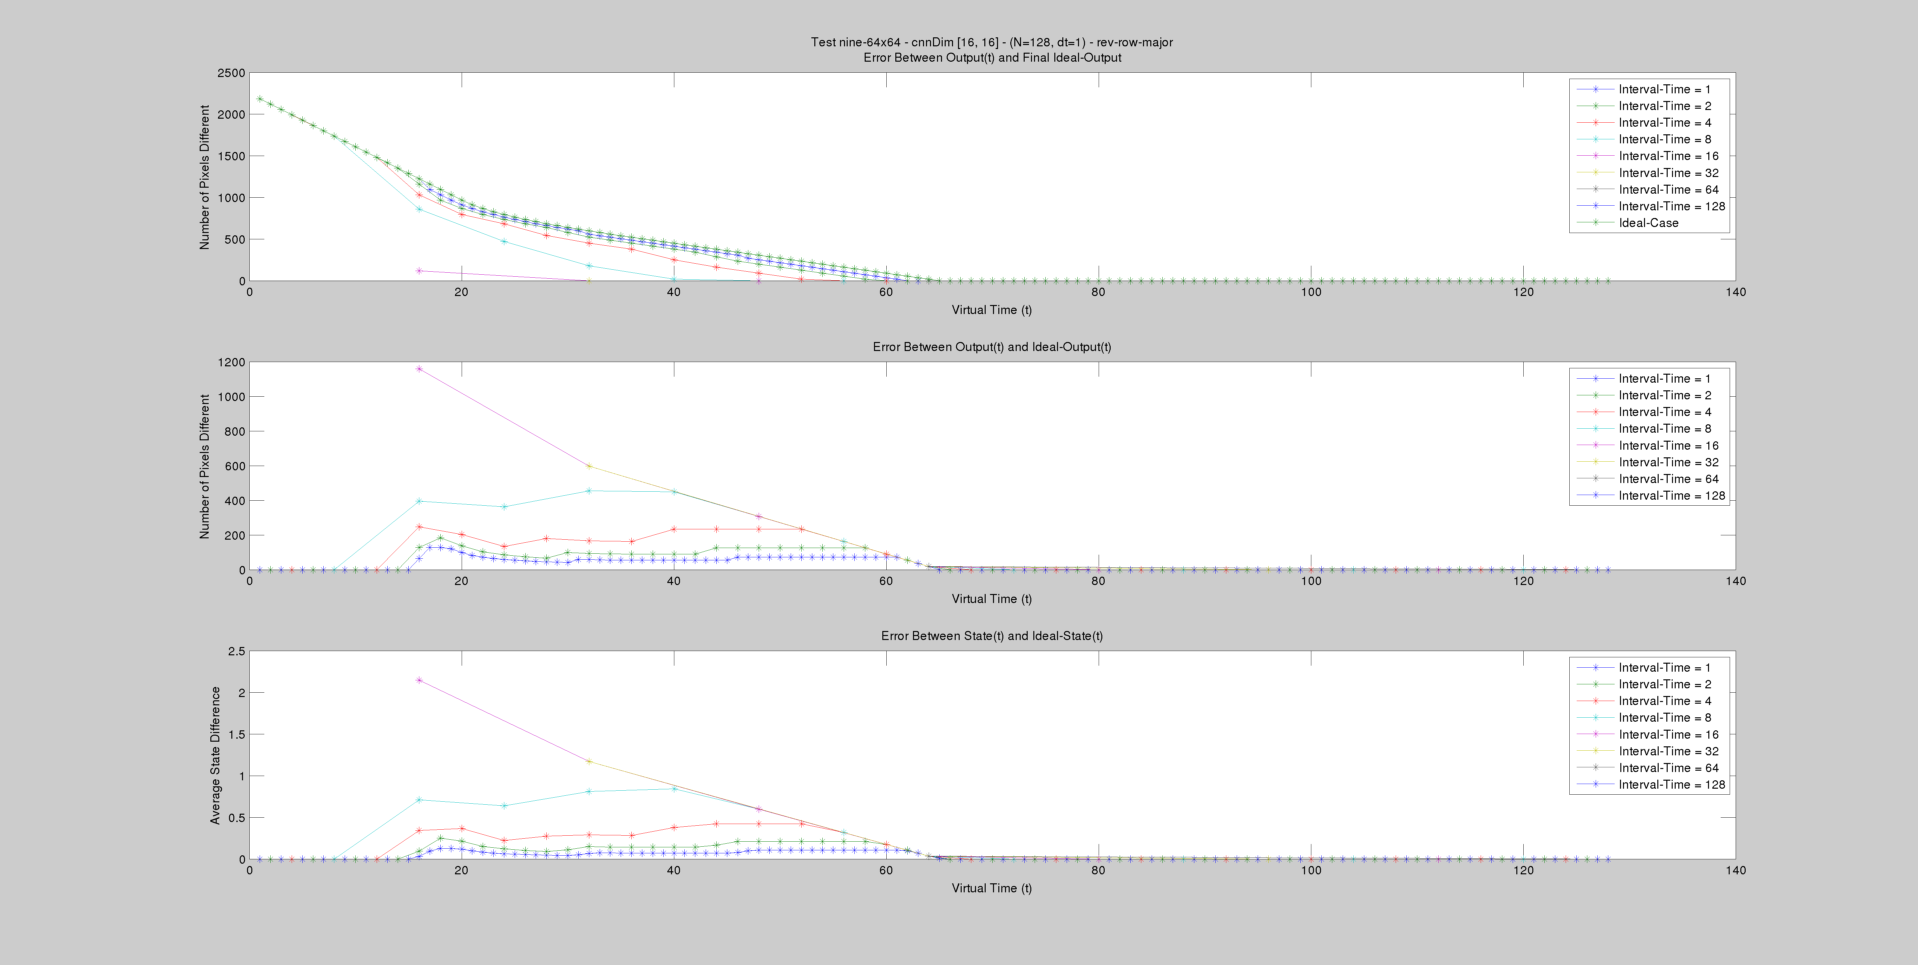 Test nine-64x64 - cnnDim [16, 16] - (N=128, dt=1) - rev-row-major
Error Between Output(t) and Final Ideal-Output
Number of Pixels Different
2500
2000
1500
1000
500
0
0 20 40 60 80 100 120 140
Virtual Time (t)
Interval-Time = 1
Interval-Time = 2
Interval-Time = 4
Interval-Time = 8
Interval-Time = 16
Interval-Time = 32
Interval-Time = 64
Interval-Time = 128
Ideal-Case
Error Between Output(t) and Ideal-Output(t)
Number of Pixels Different
1200
1000
800
600
400
200
0
0 20 40 60 80 100 120 140
Virtual Time (t)
Interval-Time = 1
Interval-Time = 2
Interval-Time = 4
Interval-Time = 8
Interval-Time = 16
Interval-Time = 32
Interval-Time = 64
Interval-Time = 128
Error Between State(t) and Ideal-State(t)
Average State Difference
2.5
2
1.5
1
0.5
0
0 20 40 60 80 100 120 140
Virtual Time (t)
Interval-Time = 1
Interval-Time = 2
Interval-Time = 4
Interval-Time = 8
Interval-Time = 16
Interval-Time = 32
Interval-Time = 64
Interval-Time = 128